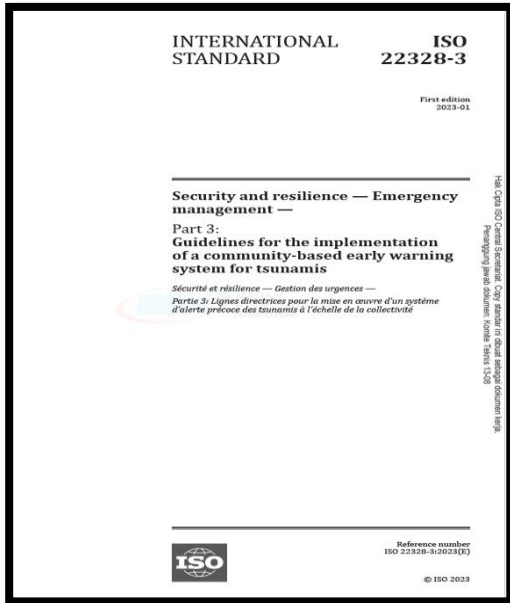 INTERNATIONAL
STANDARD
ISO
22328-3
First edition
2023-01
Security and resilience — Emergency
management —
Part 3:
Guidelines for the implementation
of a community-based early warning
system for tsunamis
Sécurité et résilience — Gestion des urgences —
Partie 3: Lignes directrices pour la mise en œuvre d'un système
d'alerte précoce des tsunamis à l'échelle de la collectivité
Hak Cipta ISO Central Secretariat, Copy standar ini dibuat sebagai dokumen kerja.
Penanggung jawab dokumen: Komite Teknis 13-08
ISO
Reference number
ISO 22328-3:2023(E)
© ISO 2023